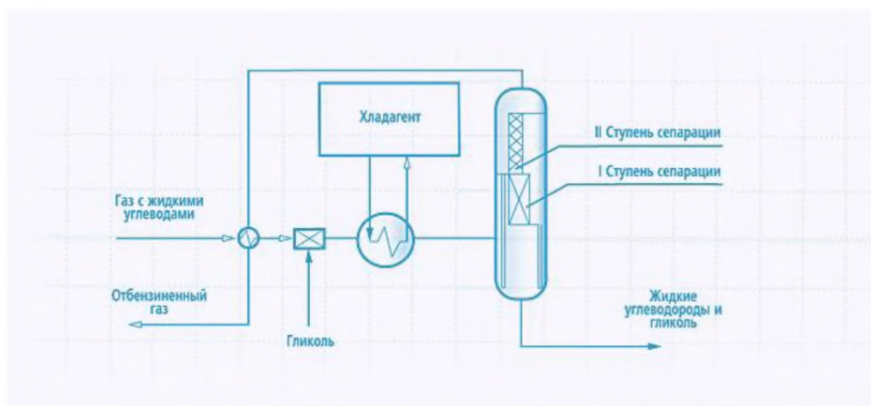 Хладагент
II Ступень сепарации
I Ступень сепарации
Газ с жидкими
углеводами
Отбензиненный
газ
Гликоль
Жидкие
углеводороды и
гликоль